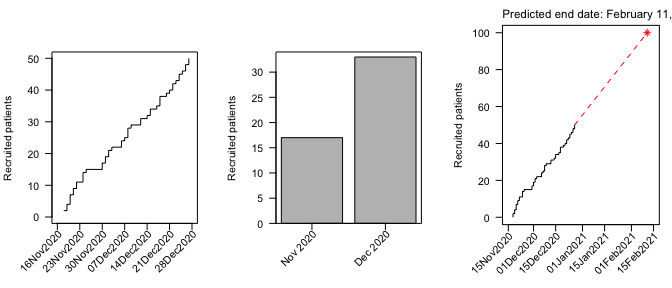 Recruited patients
50
40
30
20
10
0
16Nov2020
23Nov2020
30Nov2020
07Dec2020
14Dec2020
21Dec2020
28Dec2020
Recruited patients
30
25
20
15
10
5
0
Nov 2020
Dec 2020
Predicted end date: February 11,
Recruited patients
100
80
60
40
20
0
15Nov2020
01Dec2020
15Dec2020
01Jan2021
15Jan2021
01Feb2021
15Feb2021